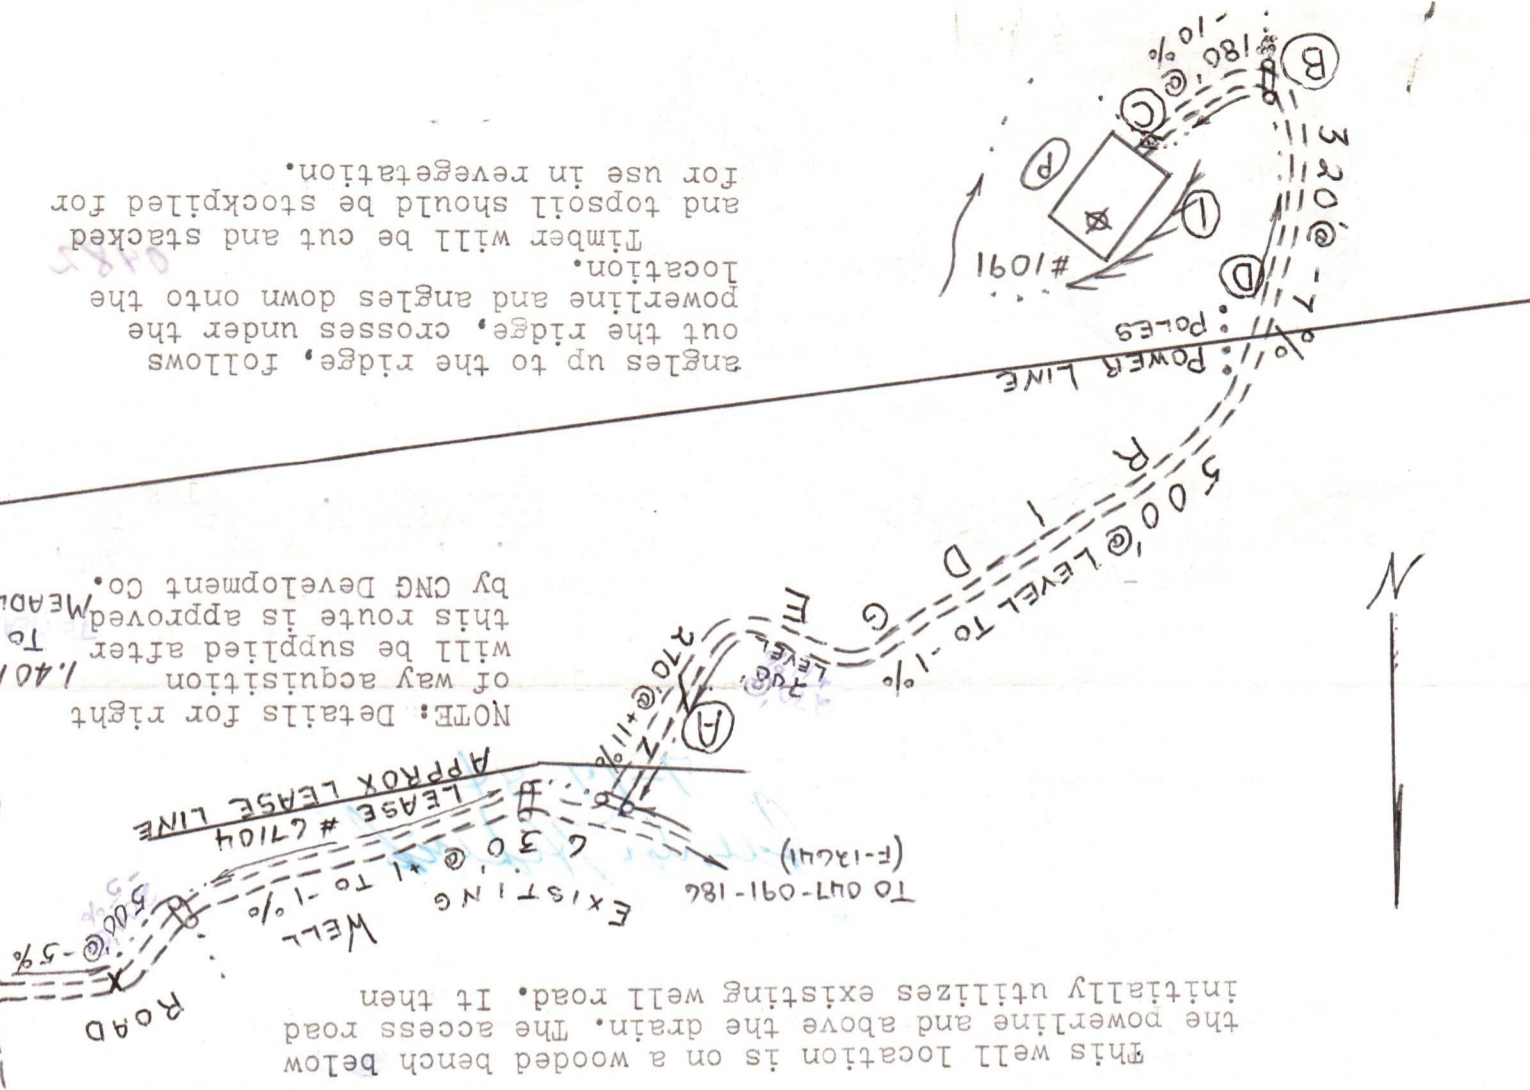 This well location is on a wooded bench below
the powerline and above the drain. The access road
initially utilizes existing well road. It then
ROAD
500'@ -5%
WELL
EXISTING
630'@ +1 TO -1%
TO 047-091-186
(F-12641)
LEASE #67104
APPROX LEASE LINE
A
270'@+11%
NOTE: Details for right
of way acquisition
will be supplied after
this route is approved
by CNG Development Co.
TO
LEVEL
RIDGE
500'@ LEVEL TO -1%
N
angles up to the ridge, follows
out the ridge, crosses under the
powerline and angles down onto the
location.
Timber will be cut and stacked
and topsoil should be stockpiled for
for use in revegetation.
0482
POWER LINE
POLES
D
320'@ -7%
#1091
L
P
C
B
180'@
-10%